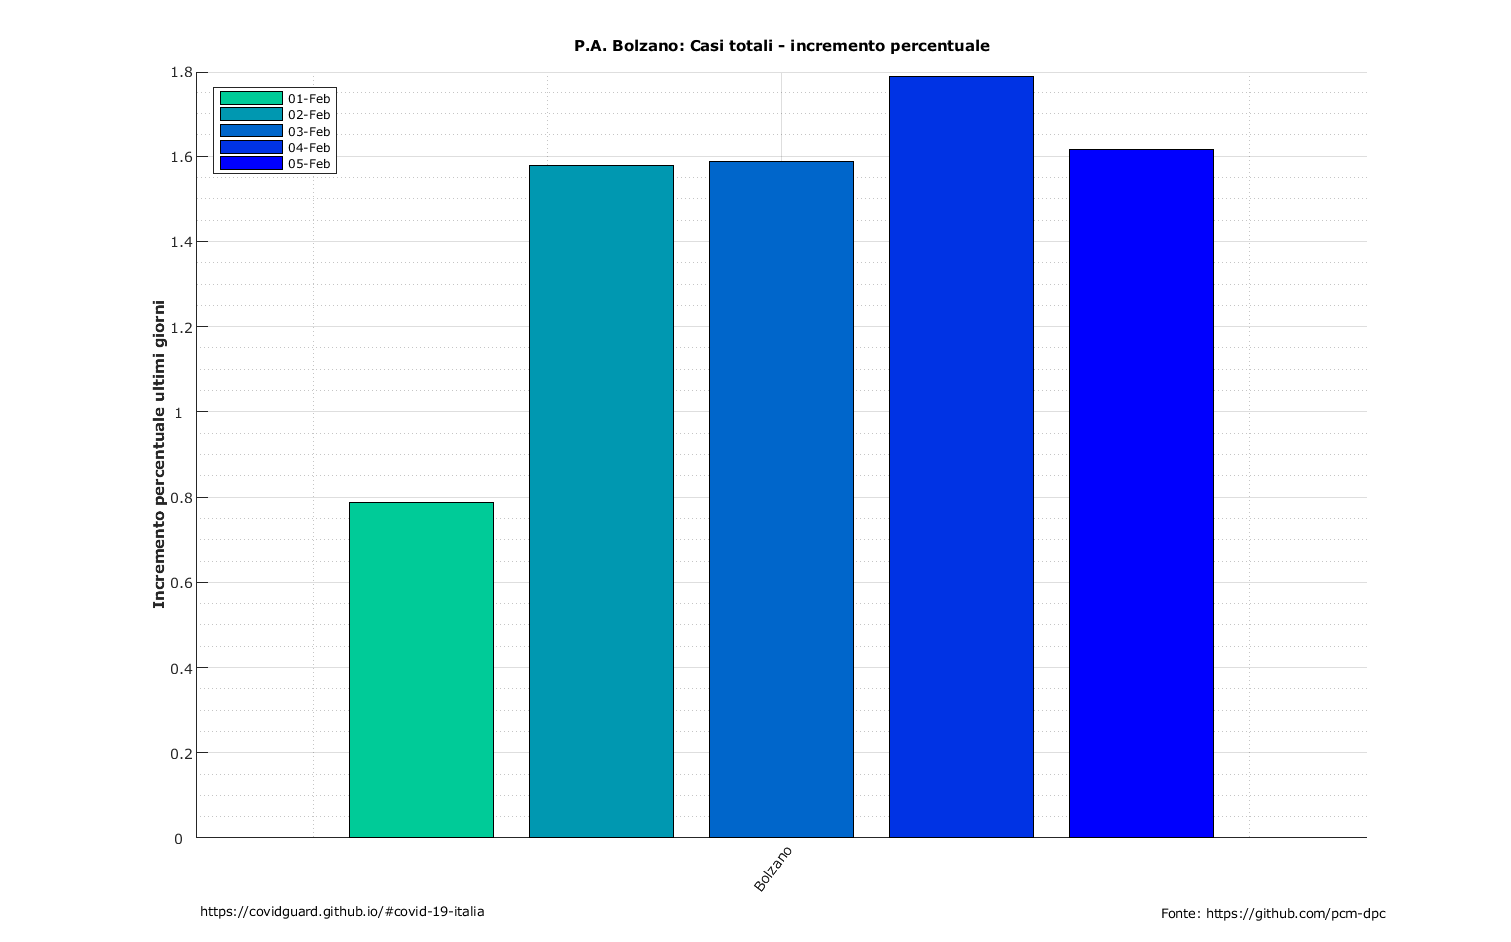 P.A. Bolzano: Casi totali - incremento percentuale
1.8
1.6
1.4
1.2
1
0.8
0.6
0.4
0.2
0
Incremento percentuale ultimi giorni
01-Feb
02-Feb
03-Feb
04-Feb
05-Feb
Bolzano
https://covidguard.github.io/#covid-19-italia
Fonte: https://github.com/pcm-dpc